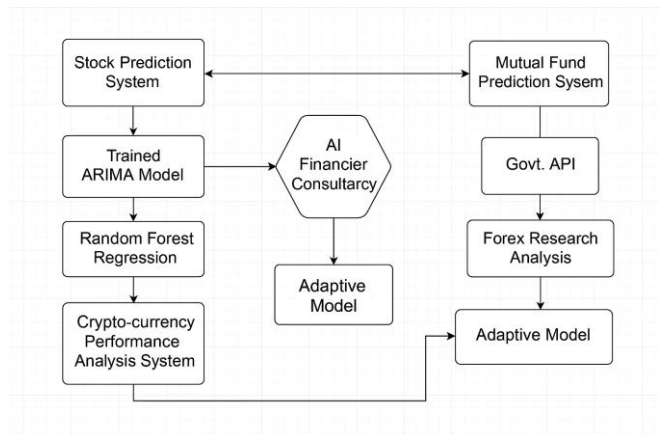 Stock Prediction
System
Mutual Fund
Prediction Sysem
Trained
ARIMA Model
AI
Financier
Consultarcy
Govt. API
Random Forest
Regression
Forex Research
Analysis
Adaptive
Model
Crypto-currency
Performance
Analysis System
Adaptive Model